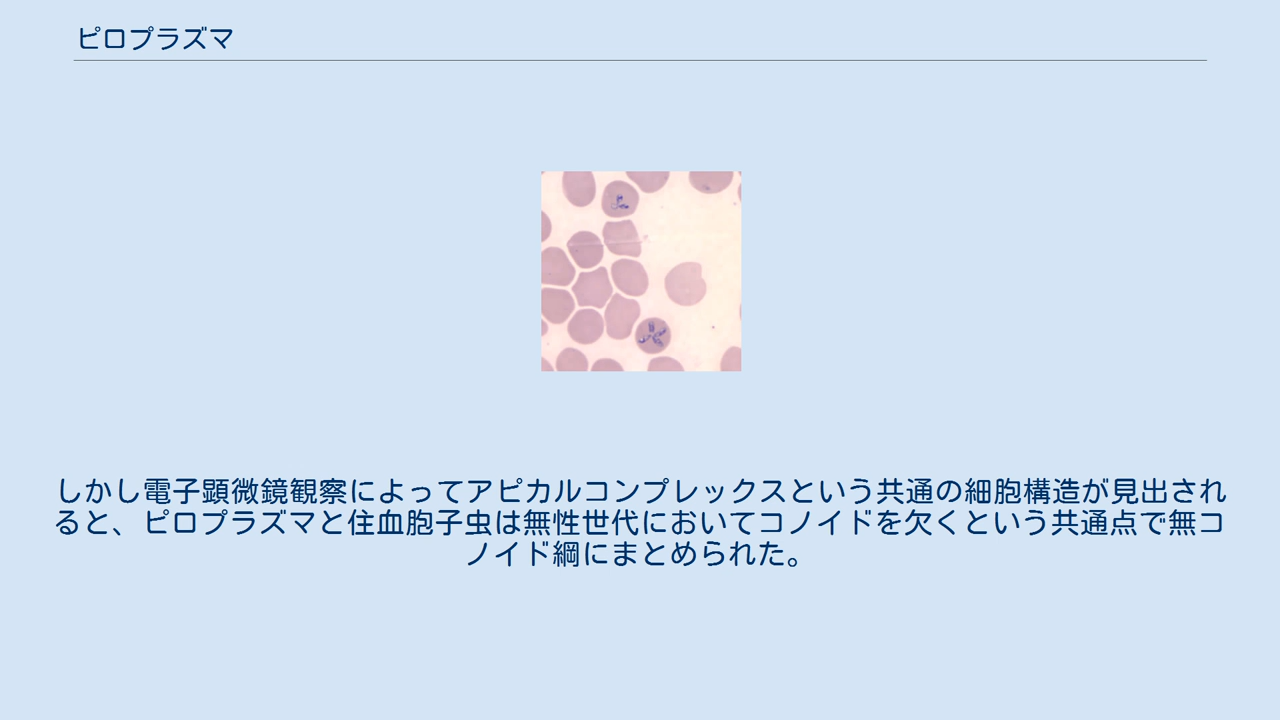 ピロプラズマ
しかし電子顕微鏡観察によってアピカルコンプレックスという共通の細胞構造が見出され
ると、ピロプラズマと住血胞子虫は無性世代においてコノイドを欠くという共通点で無コ
ノイド綱にまとめられた。